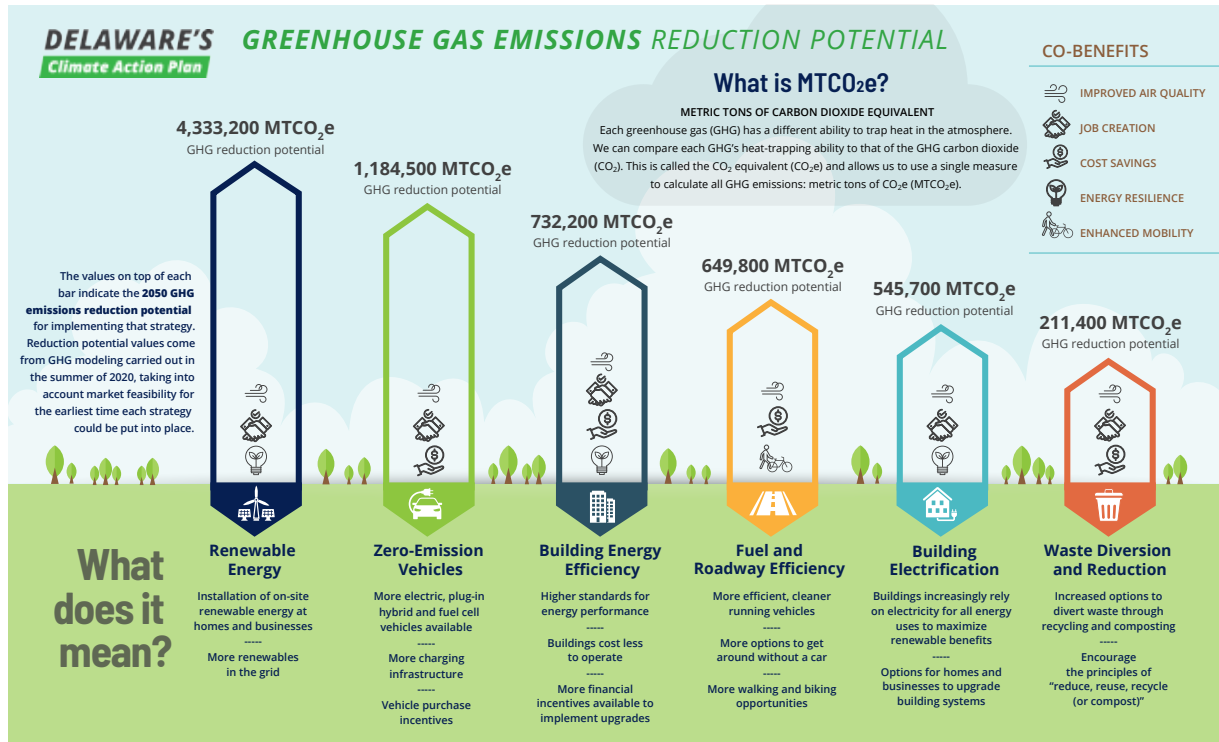 DELAWARE'S
Climate Action Plan
GREENHOUSE GAS EMISSIONS REDUCTION POTENTIAL
What is MTCO₂e?
METRIC TONS OF CARBON DIOXIDE EQUIVALENT
Each greenhouse gas (GHG) has a different ability to trap heat in the atmosphere.
We can compare each GHG's heat-trapping ability to that of the GHG carbon dioxide
(CO₂). This is called the CO₂ equivalent (CO₂e) and allows us to use a single measure
to calculate all GHG emissions: metric tons of CO₂e (MTCO₂e).
CO-BENEFITS
IMPROVED AIR QUALITY
JOB CREATION
COST SAVINGS
ENERGY RESILIENCE
ENHANCED MOBILITY
4,333,200 MTCO₂e
GHG reduction potential
1,184,500 MTCO₂e
GHG reduction potential
732,200 MTCO₂e
GHG reduction potential
649,800 MTCO₂e
GHG reduction potential
545,700 MTCO₂e
GHG reduction potential
211,400 MTCO₂e
GHG reduction potential
The values on top of each
bar indicate the 2050 GHG
emissions reduction potential
for implementing that strategy.
Reduction potential values come
from GHG modeling carried out in
the summer of 2020, taking into
account market feasibility for
the earliest time each strategy
could be put into place.
What
does it
mean?
Renewable
Energy
Installation of on-site
renewable energy at
homes and businesses
-----
More renewables
in the grid
Zero-Emission
Vehicles
More electric, plug-in
hybrid and fuel cell
vehicles available
-----
More charging
infrastructure
-----
Vehicle purchase
incentives
Building Energy
Efficiency
Higher standards for
energy performance
-----
Buildings cost less
to operate
-----
More financial
incentives available to
implement upgrades
Fuel and
Roadway Efficiency
More efficient, cleaner
running vehicles
-----
More options to get
around without a car
-----
More walking and biking
opportunities
Building
Electrification
Buildings increasingly rely
on electricity for all energy
uses to maximize
renewable benefits
-----
Options for homes and
businesses to upgrade
building systems
Waste Diversion
and Reduction
Increased options to
divert waste through
recycling and composting
-----
Encourage
the principles of
“reduce, reuse, recycle
(or compost)”